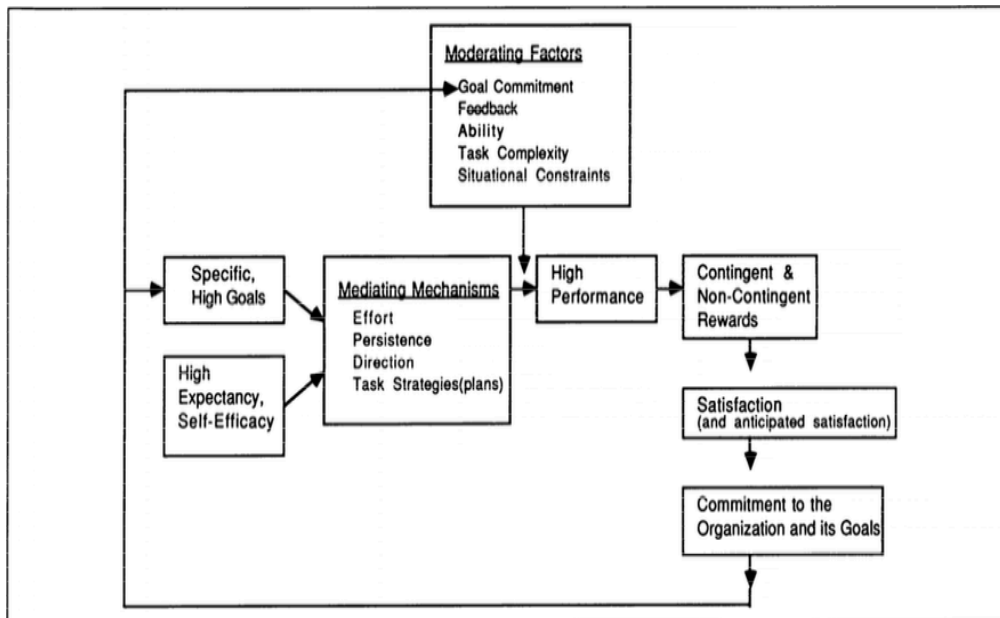 Moderating Factors
Goal Commitment
Feedback
Ability
Task Complexity
Situational Constraints
Specific,
High Goals
High
Expectancy,
Self-Efficacy
Mediating Mechanisms
Effort
Persistence
Direction
Task Strategies(plans)
High
Performance
Contingent &
Non-Contingent
Rewards
Satisfaction
(and anticipated satisfaction)
Commitment to the
Organization and its Goals